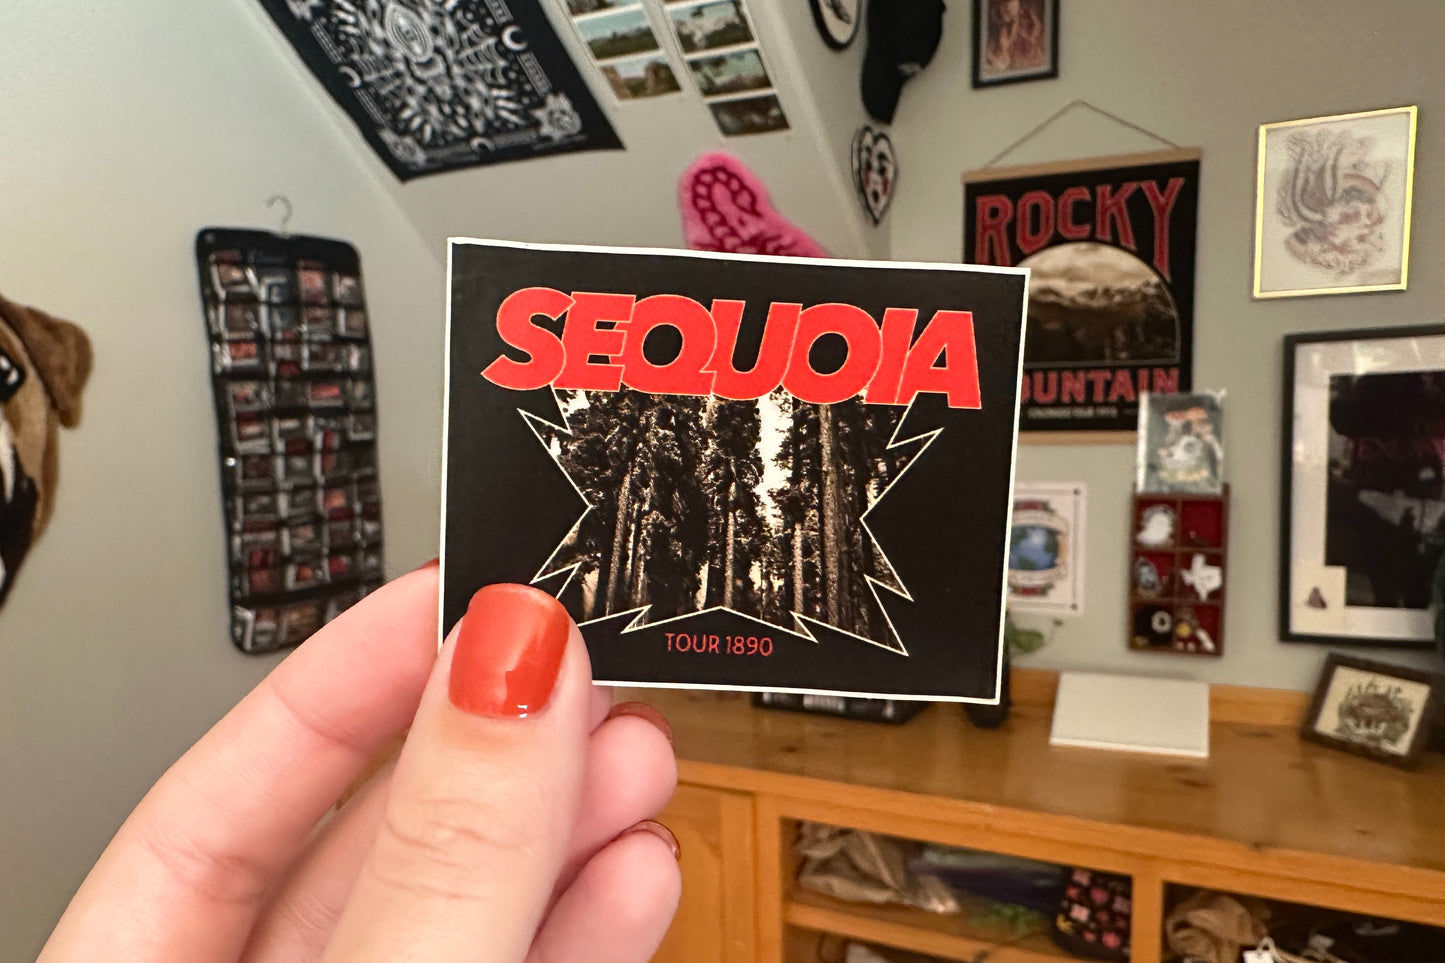 SEQUOIA
TOUR 1890
ROCKY
OUNTAIN